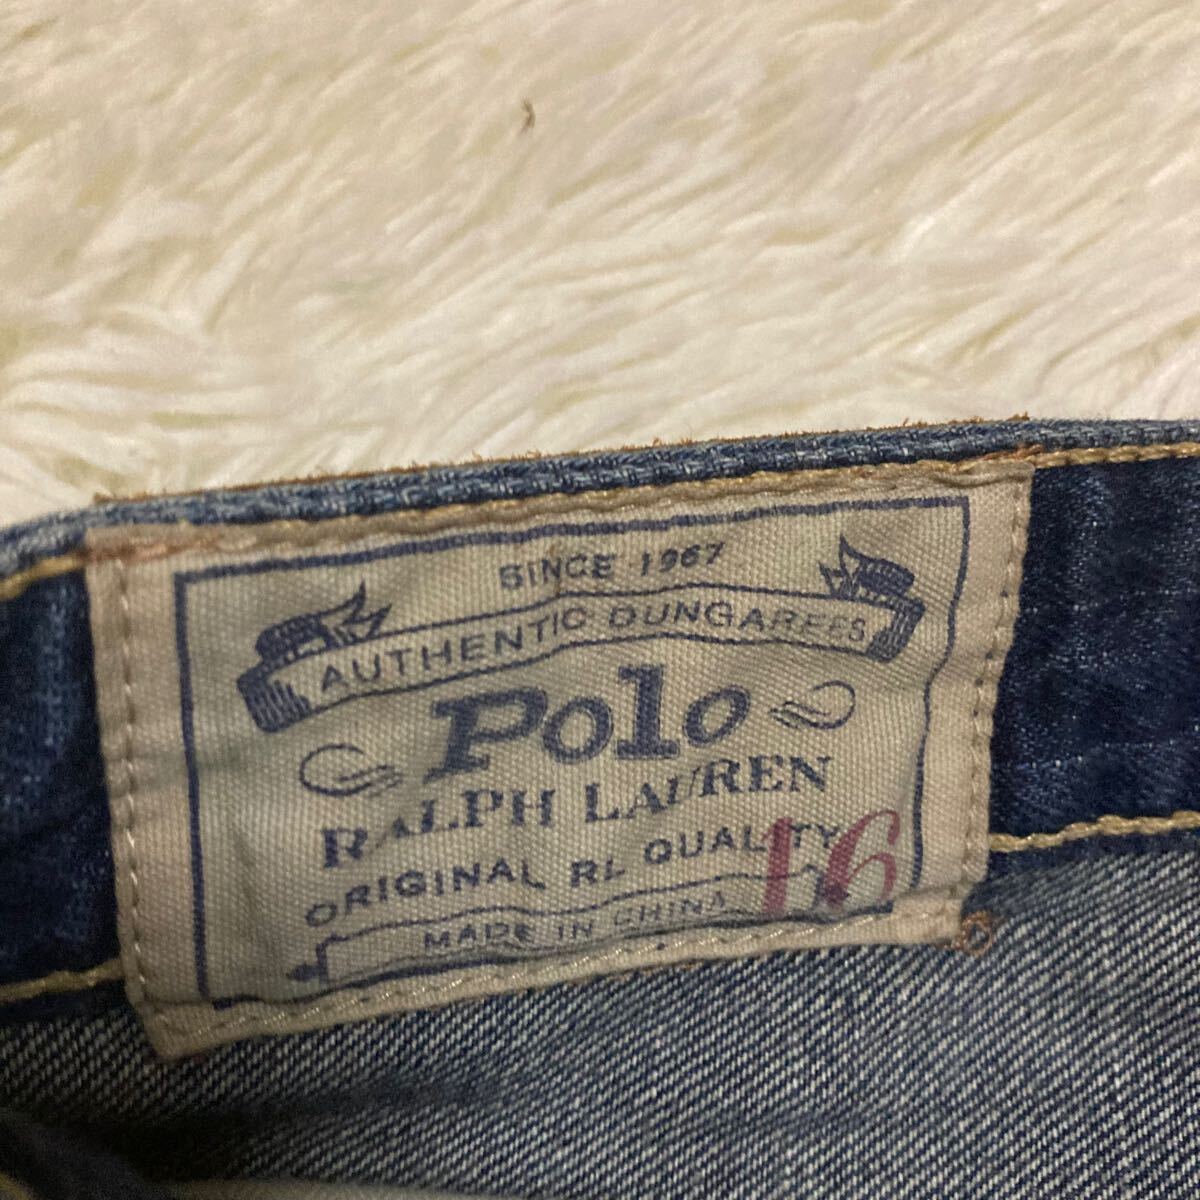 SINCE 1967
AUTHENTIC DUNGAREES
Polo
RALPH LAUREN
ORIGINAL RL QUALITY
16
MADE IN CHINA